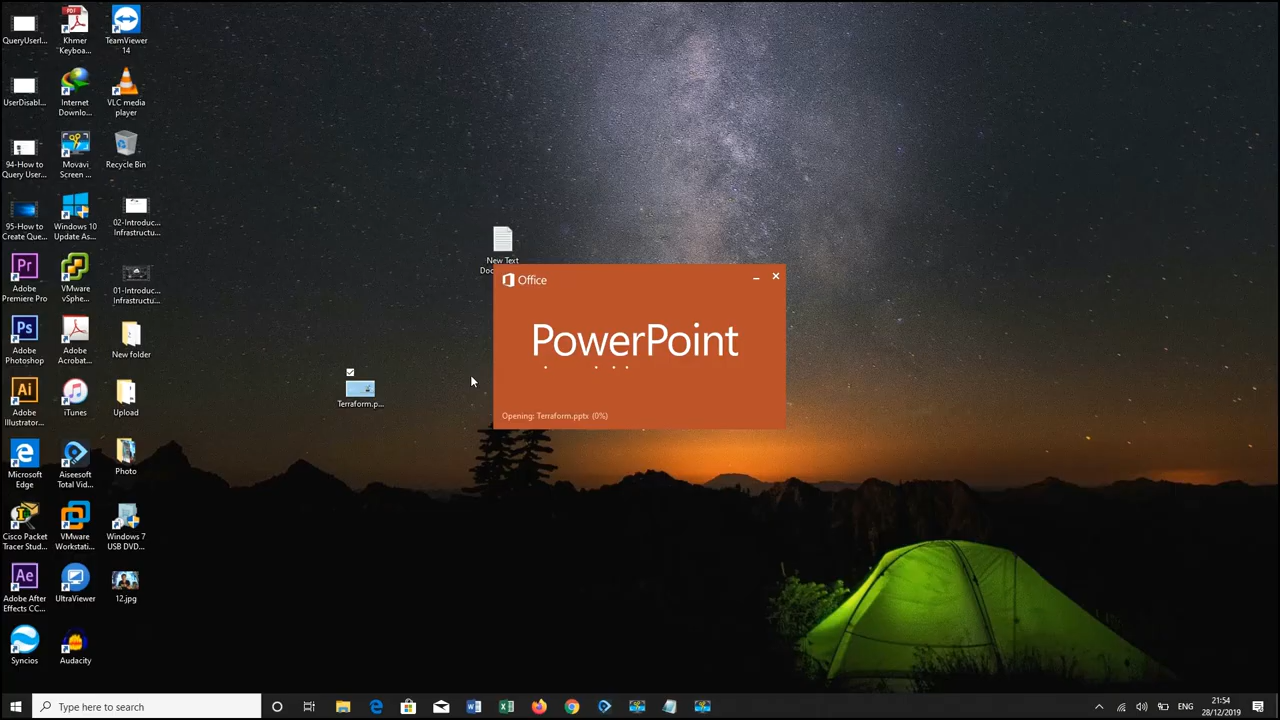 QueryUserI...
Khmer
Keyboa...
TeamViewer
14
UserDisabl...
Internet
Downlo...
VLC media
player
94-How to
Query User...
Movavi
Screen ...
Recycle Bin
95-How to
Create Que...
Windows 10
Update As...
02-Introduc...
Infrastructu...
Adobe
Premiere Pro
VMware
vSphe...
01-Introduc...
Infrastructu...
Adobe
Photoshop
Adobe
Acrobat...
New folder
Adobe
Illustrator...
iTunes
Upload
Microsoft
Edge
Aiseesoft
Total Vid...
Photo
Cisco Packet
Tracer Stud...
VMware
Workstati...
Windows 7
USB DVD...
Adobe After
Effects CC...
UltraViewer
12.jpg
Syncios
Audacity
New Text
Terraform.p...
Office
PowerPoint
Opening: Terraform.pptx (0%)
Type here to search
ENG
21:54
28/12/2019